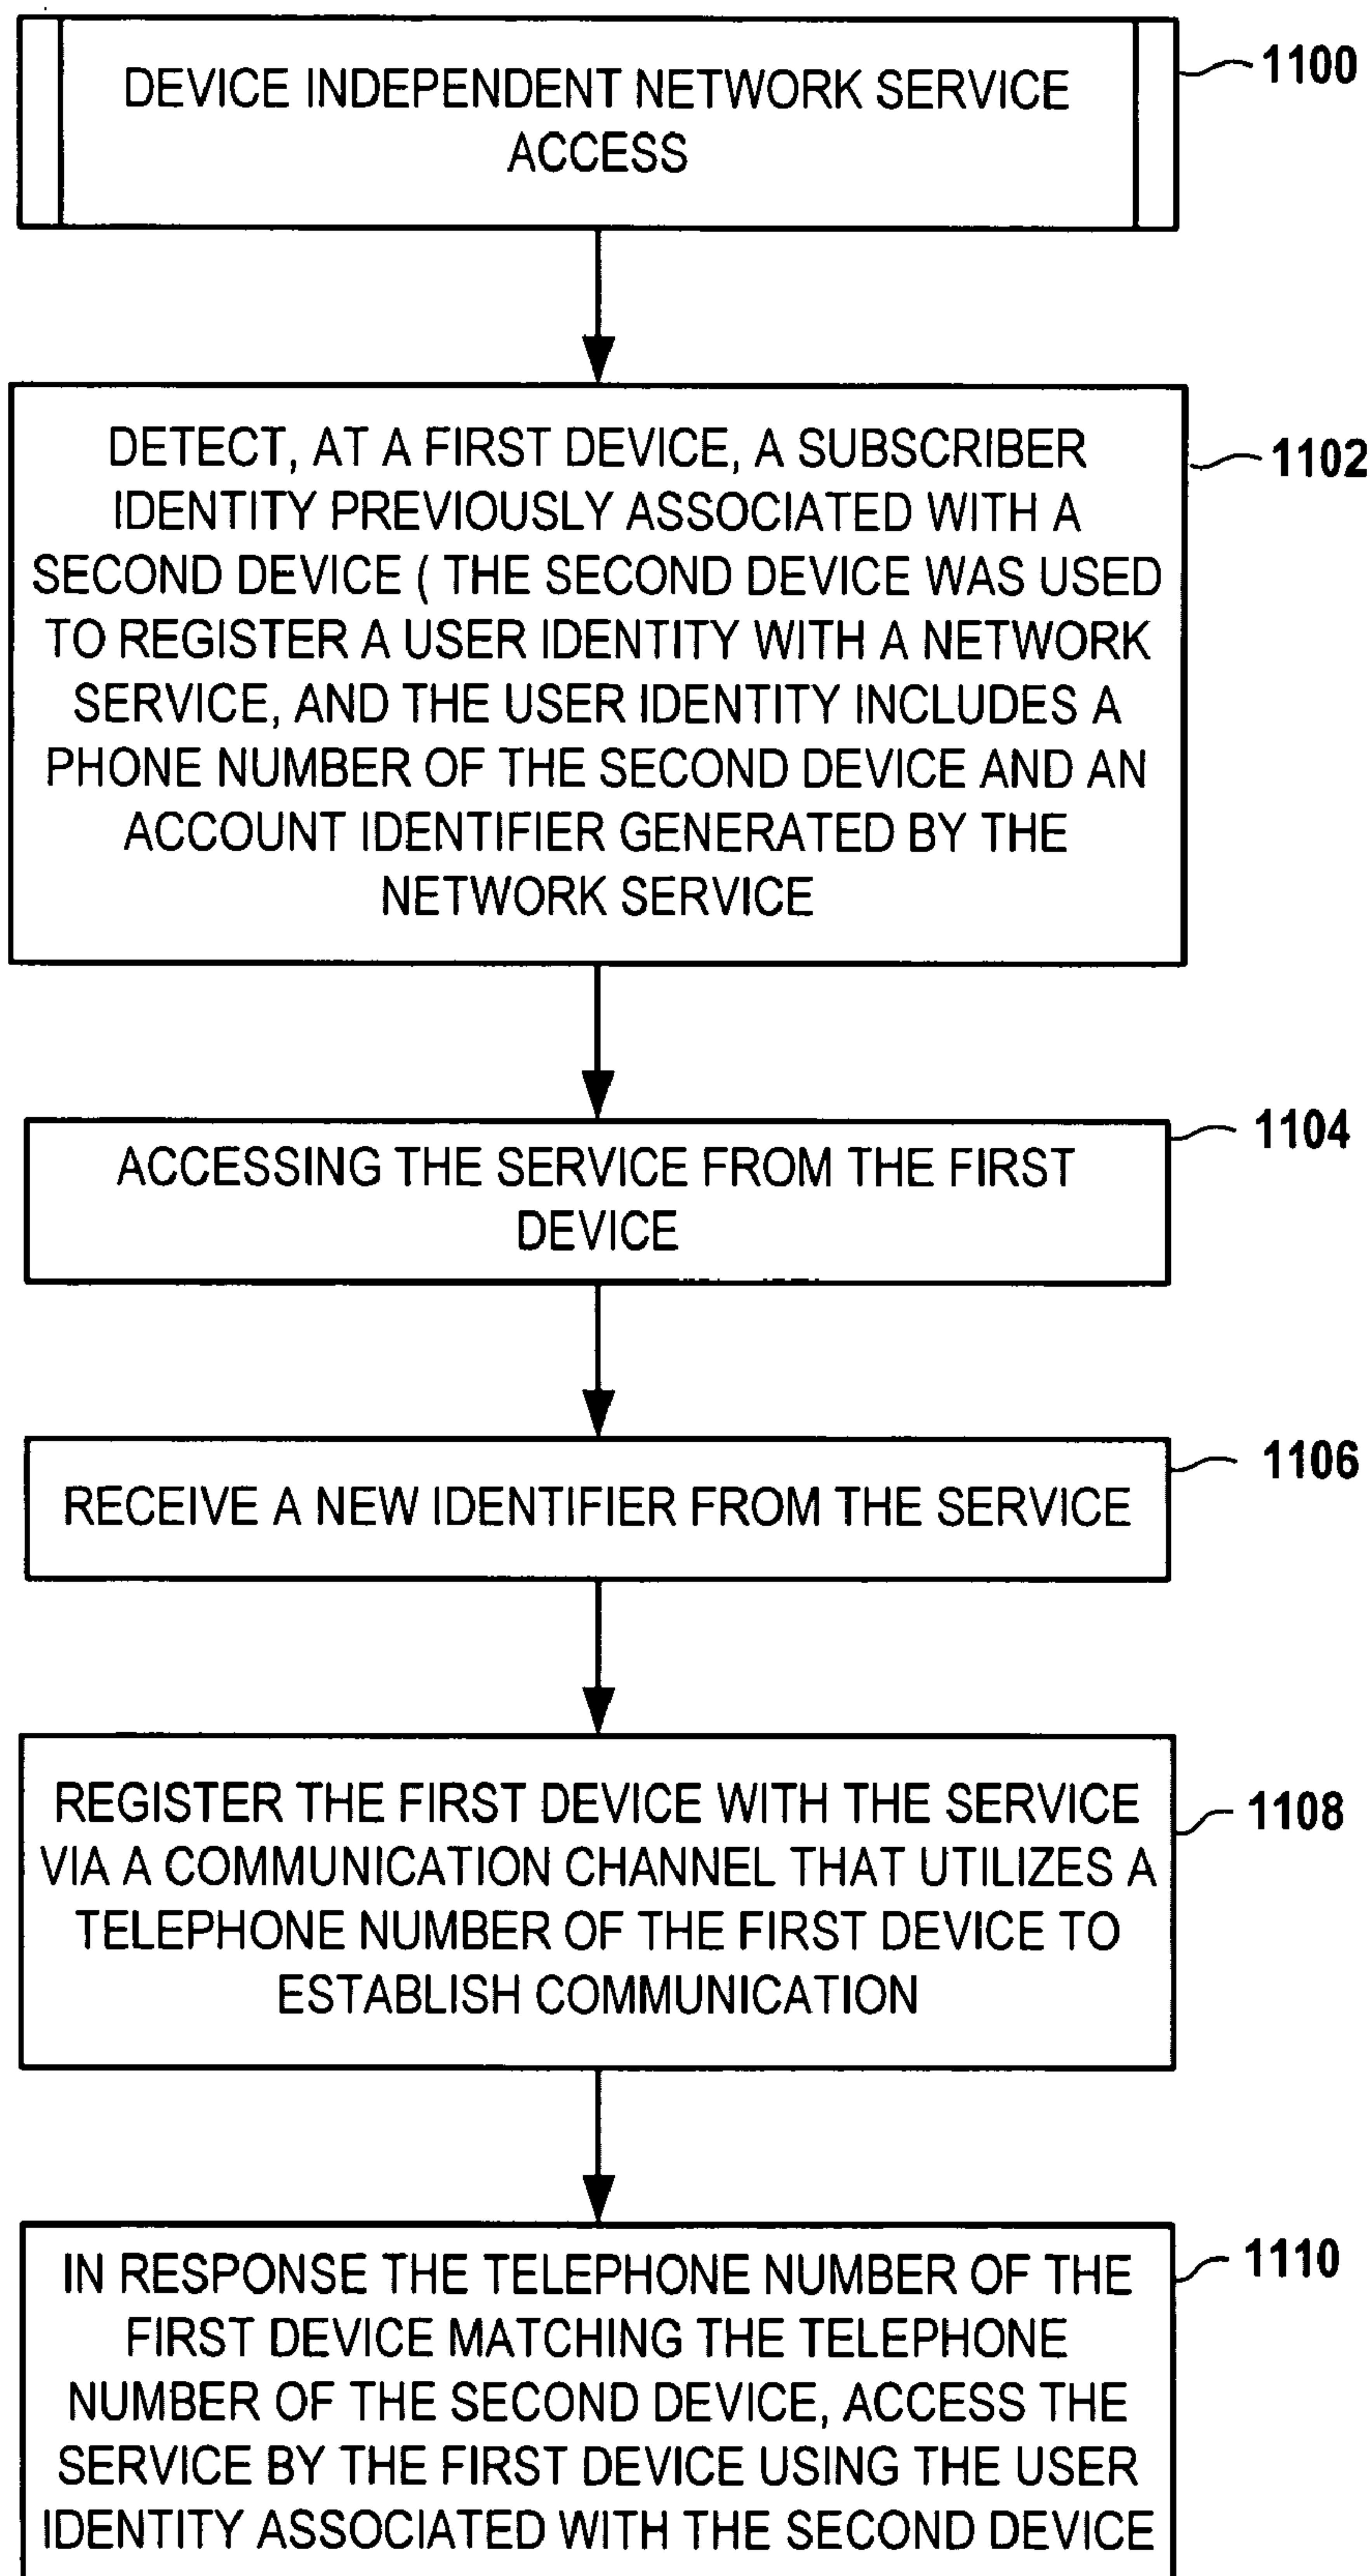 DEVICE INDEPENDENT NETWORK SERVICE
ACCESS
1100
DETECT, AT A FIRST DEVICE, A SUBSCRIBER
IDENTITY PREVIOUSLY ASSOCIATED WITH A
SECOND DEVICE ( THE SECOND DEVICE WAS USED
TO REGISTER A USER IDENTITY WITH A NETWORK
SERVICE, AND THE USER IDENTITY INCLUDES A
PHONE NUMBER OF THE SECOND DEVICE AND AN
ACCOUNT IDENTIFIER GENERATED BY THE
NETWORK SERVICE
1102
ACCESSING THE SERVICE FROM THE FIRST
DEVICE
1104
RECEIVE A NEW IDENTIFIER FROM THE SERVICE
1106
REGISTER THE FIRST DEVICE WITH THE SERVICE
VIA A COMMUNICATION CHANNEL THAT UTILIZES A
TELEPHONE NUMBER OF THE FIRST DEVICE TO
ESTABLISH COMMUNICATION
1108
IN RESPONSE THE TELEPHONE NUMBER OF THE
FIRST DEVICE MATCHING THE TELEPHONE
NUMBER OF THE SECOND DEVICE, ACCESS THE
SERVICE BY THE FIRST DEVICE USING THE USER
IDENTITY ASSOCIATED WITH THE SECOND DEVICE
1110